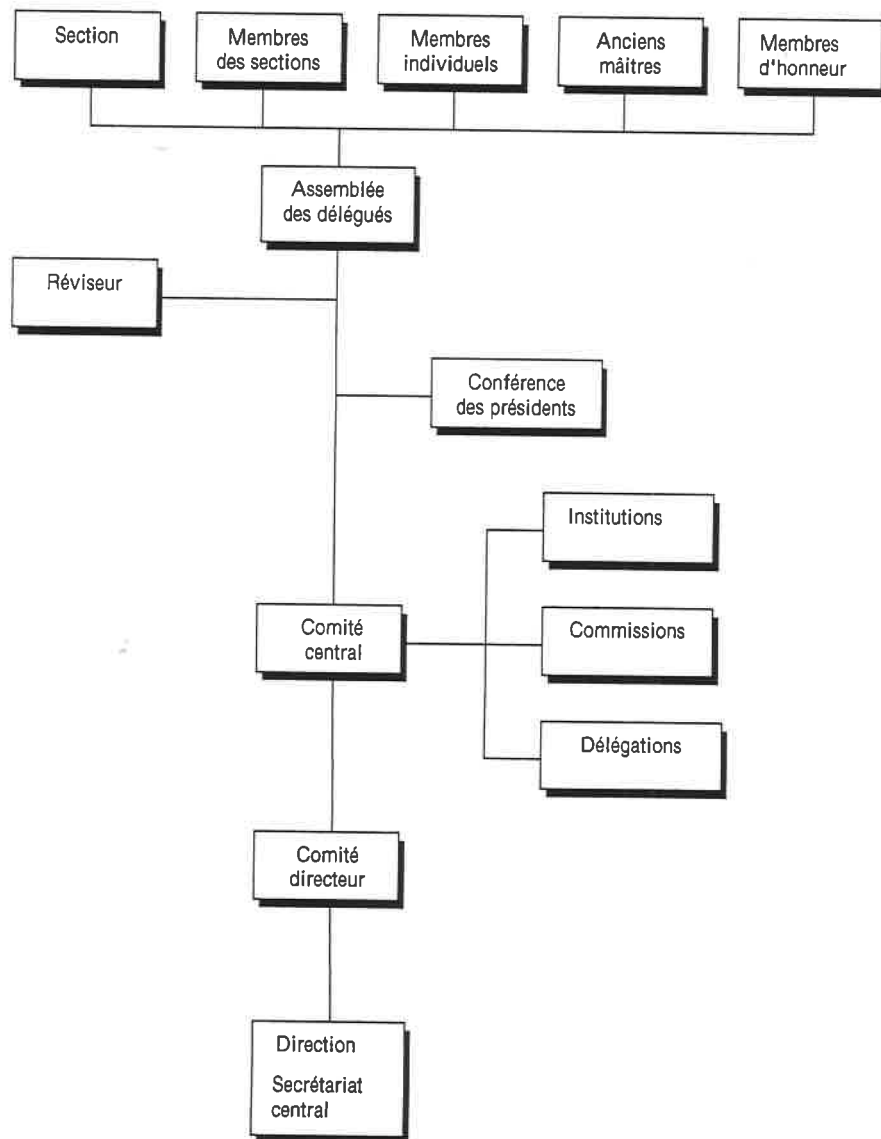 Section
Membres
des sections
Membres
individuels
Anciens
mâitres
Membres
d'honneur
Assemblée
des délégués
Réviseur
Conférence
des présidents
Institutions
Comité
central
Commissions
Délégations
Comité
directeur
Direction
Secrétariat
central